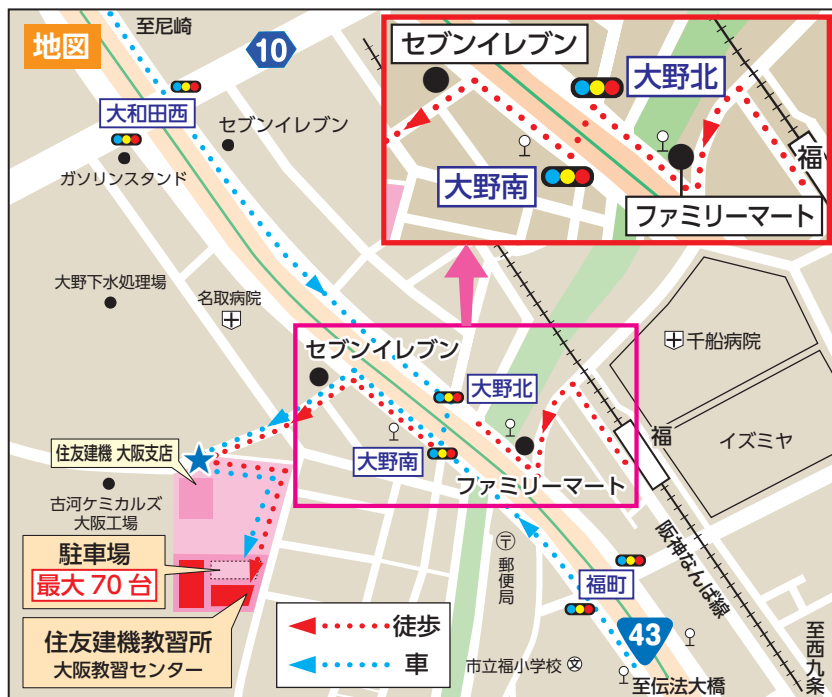 地図
至尼崎
10
大和田西
セブンイレブン
ガソリンスタンド
大野下水処理場
名取病院
セブンイレブン
大野北
大野南
福
ファミリーマート
千船病院
イズミヤ
セブンイレブン
大野北
大野南
福
ファミリーマート
住友建機 大阪支店
古河ケミカルズ
大阪工場
駐車場
最大70台
住友建機教習所
大阪教習センター
徒歩
車
〒
郵便局
福町
阪神なんば線
43
市立福小学校
文
至伝法大橋
至西九条